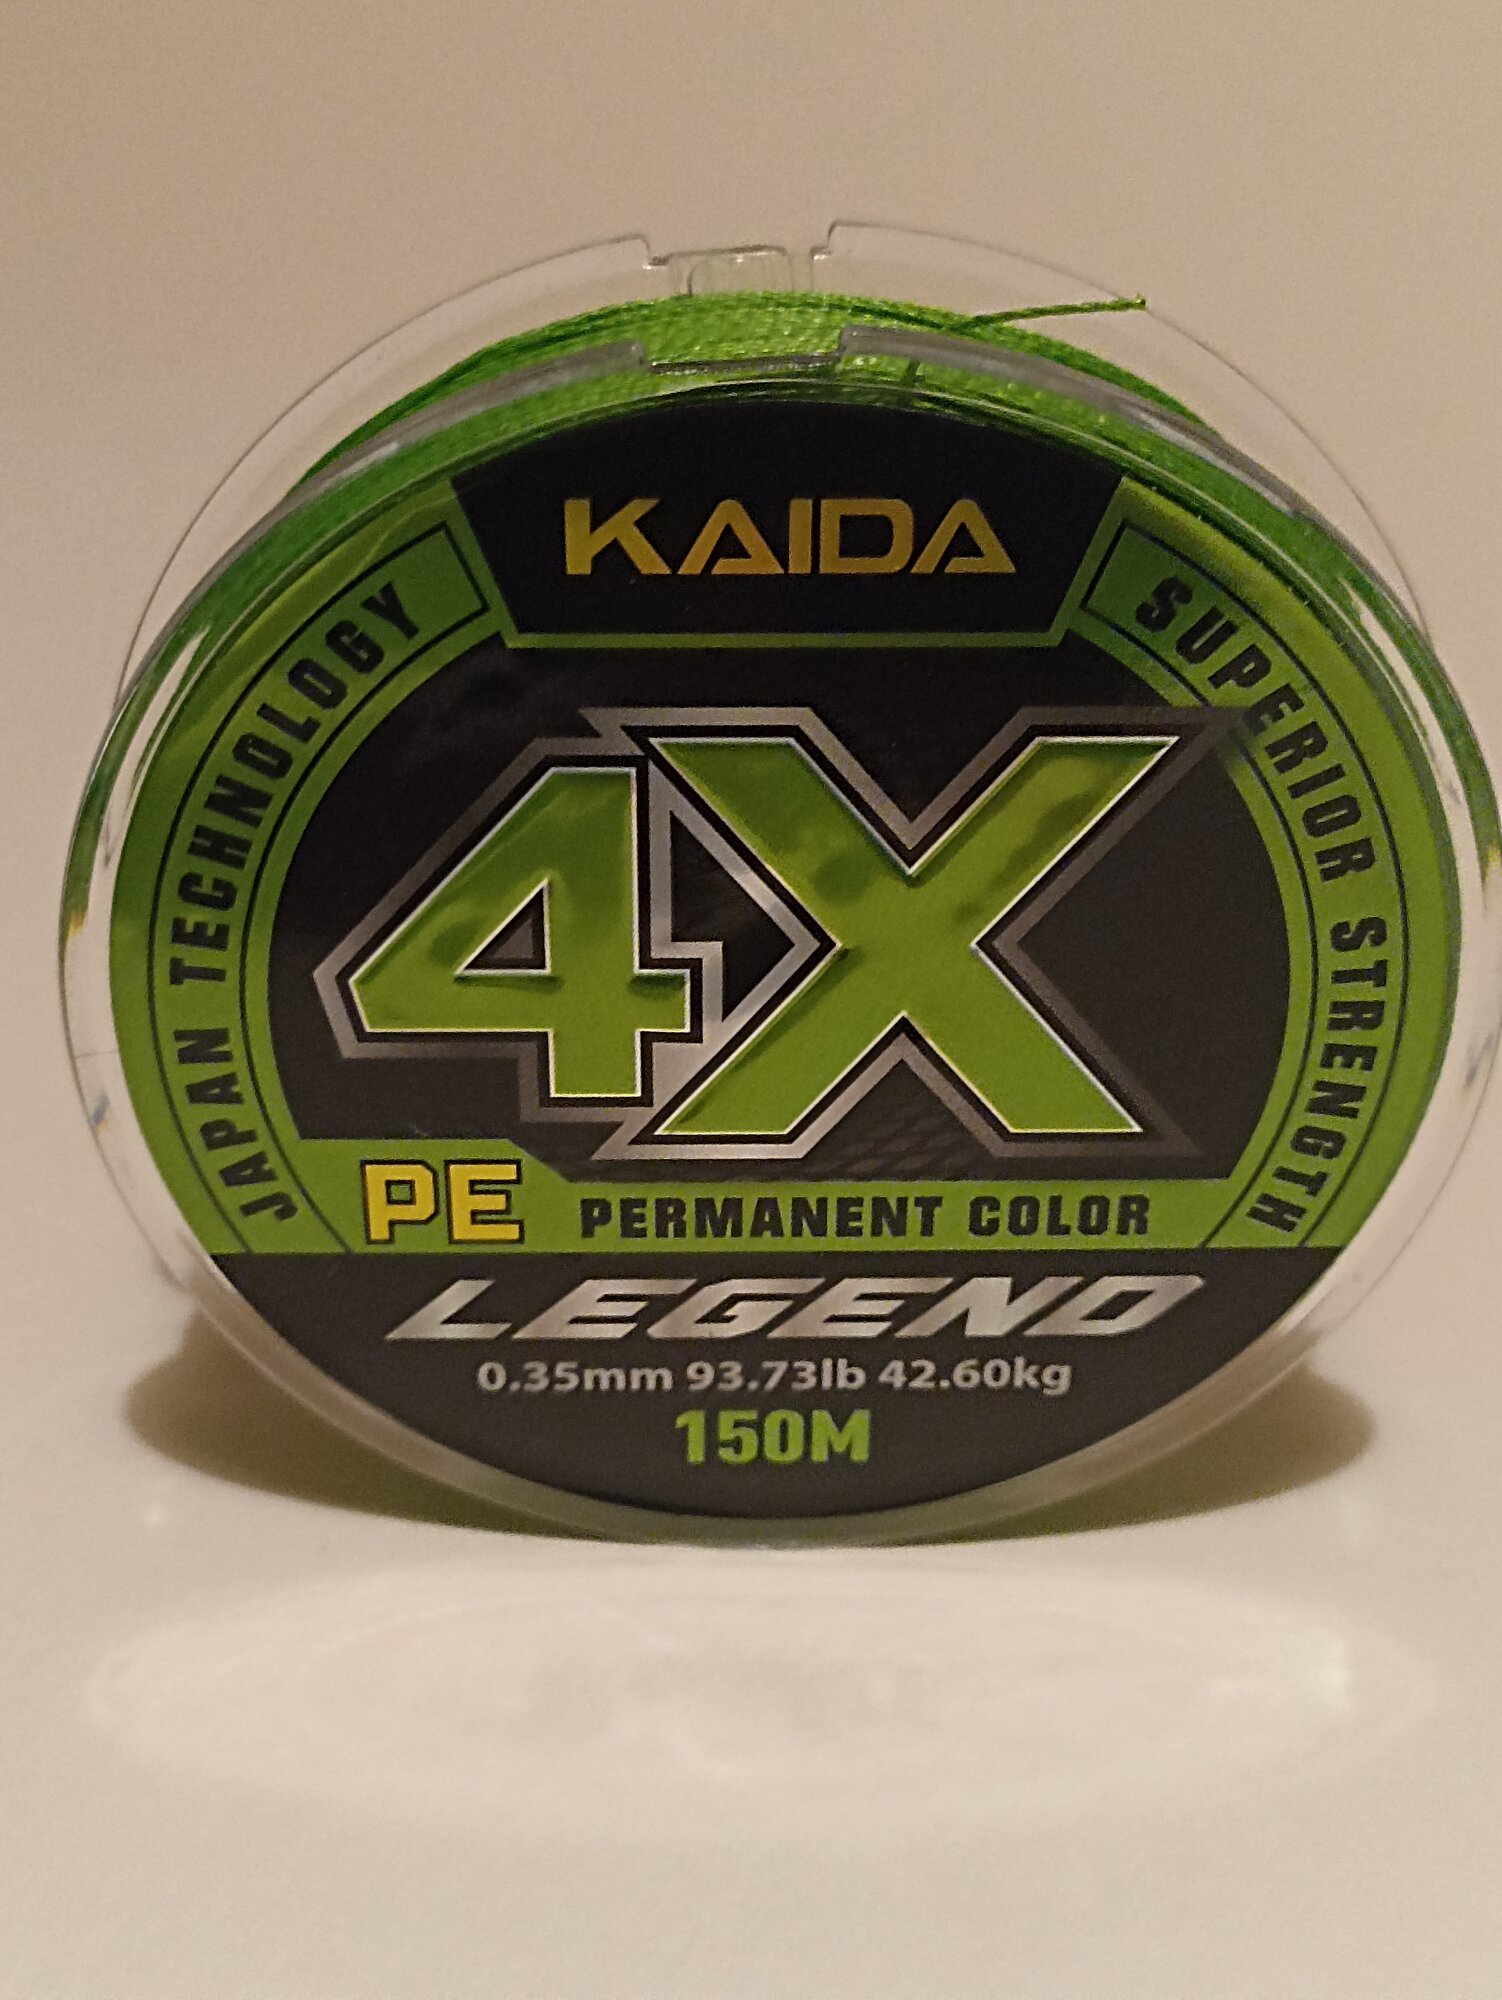 KAIDA
JAPAN TECHNOLOGY
SUPERIOR STRENGTH
4X
PE PERMANENT COLOR
LEGEND
0.35mm 93.73lb 42.60kg
150M